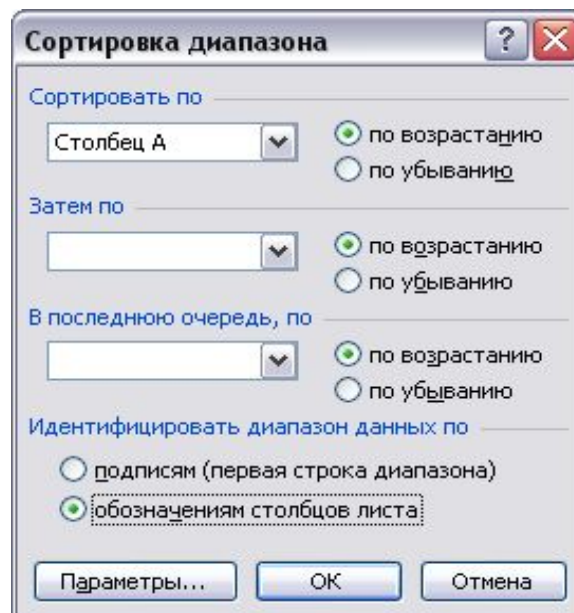 Сортировка диапазона
?
Сортировать по
Столбец A
по возрастанию
по убыванию
Затем по
по возрастанию
по убыванию
В последнюю очередь, по
по возрастанию
по убыванию
Идентифицировать диапазон данных по
подписям (первая строка диапазона)
обозначениям столбцов листа
Параметры... ОК Отмена